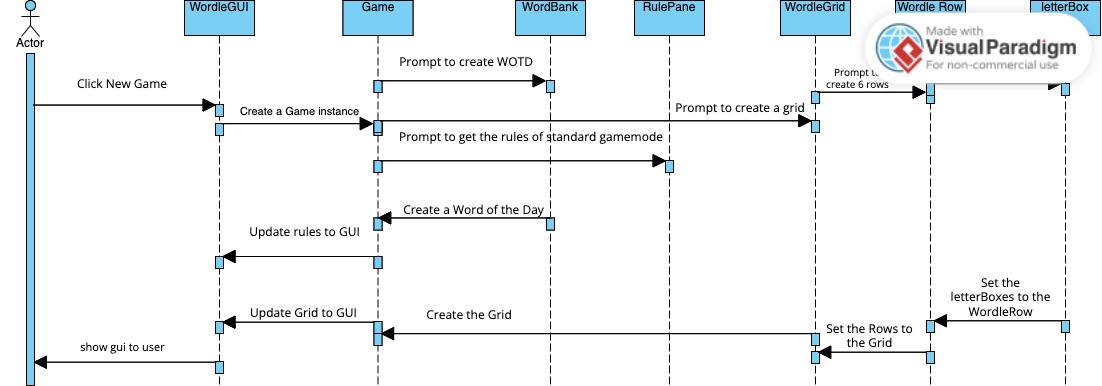 WordleGUI
Game
WordBank
RulePane
WordleGrid
Wordle Row
letterBox
Actor
Made with
Visual Paradigm
For non-commercial use
Prompt to create WOTD
Click New Game
Prompt to
create 6 rows
Create a Game instance
Prompt to create a grid
Prompt to get the rules of standard gamemode
Create a Word of the Day
Update rules to GUI
Set the
letterBoxes to the
WordleRow
Update Grid to GUI
Create the Grid
Set the Rows to
the Grid
show gui to user